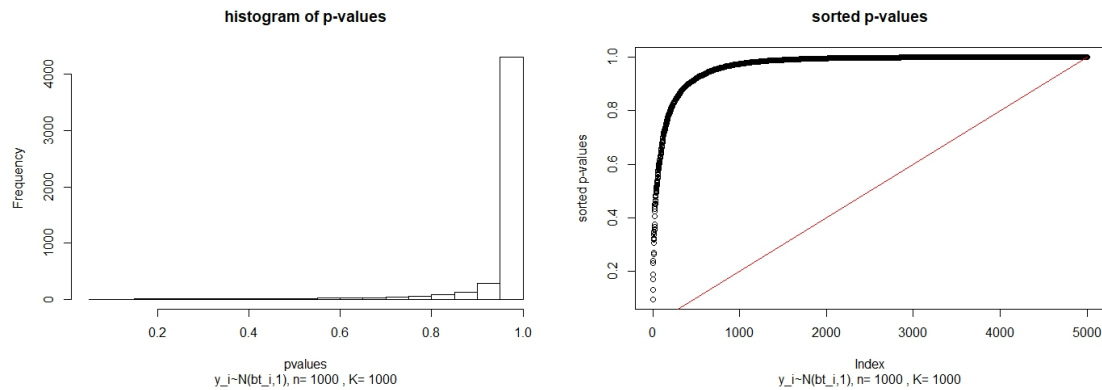 histogram of p-values
Frequency
0
1000
2000
3000
4000
0.2
0.4
0.6
0.8
1.0
pvalues
y_i~N(bt_i,1), n= 1000 , K= 1000
sorted p-values
sorted p-values
0.2
0.4
0.6
0.8
1.0
0
1000
2000
3000
4000
5000
Index
y_i~N(bt_i,1), n= 1000 , K= 1000